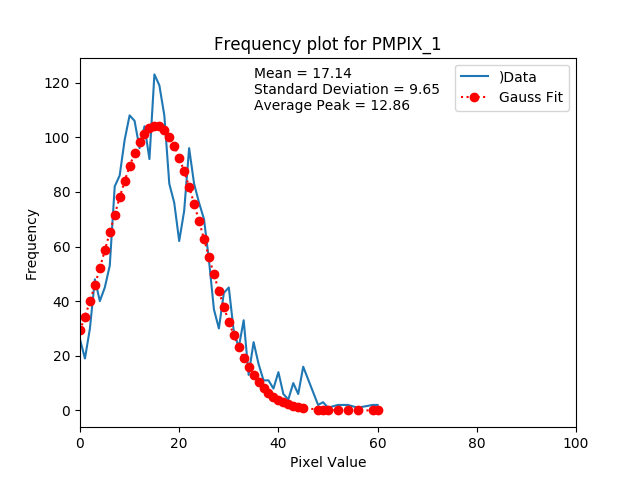 Frequency plot for PMPIX_1
Mean = 17.14
Standard Deviation = 9.65
Average Peak = 12.86
)Data
Gauss Fit
Frequency
120
100
80
60
40
20
0
0 20 40 60 80 100
Pixel Value